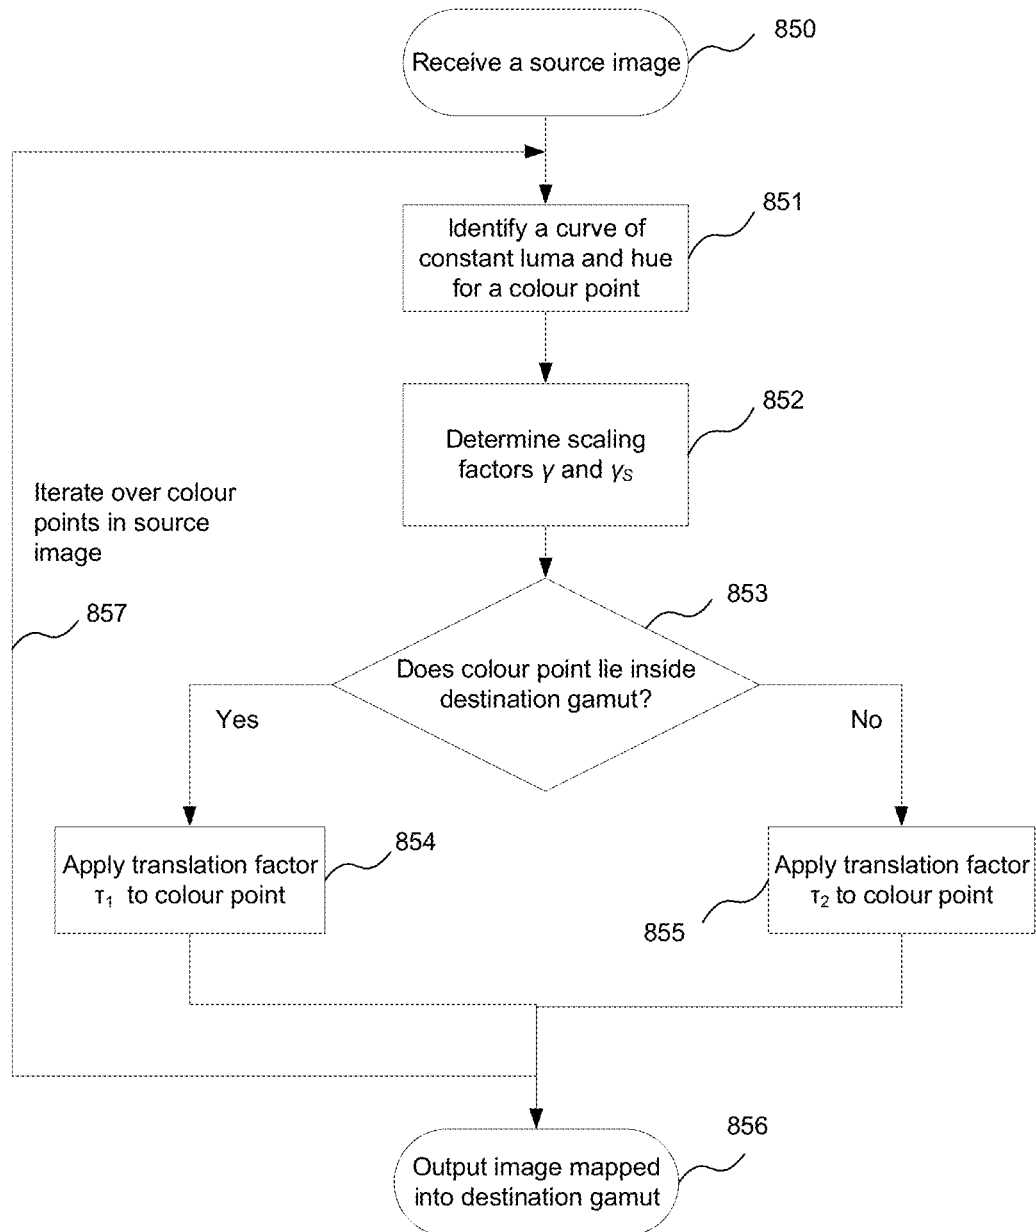 850
Receive a source image
851
Identify a curve of
constant luma and hue
for a colour point
852
Determine scaling
factors γ and γS
Iterate over colour
points in source
image
853
857
Does colour point lie inside
destination gamut?
Yes
No
854
Apply translation factor
τ1 to colour point
Apply translation factor
τ2 to colour point
855
856
Output image mapped
into destination gamut